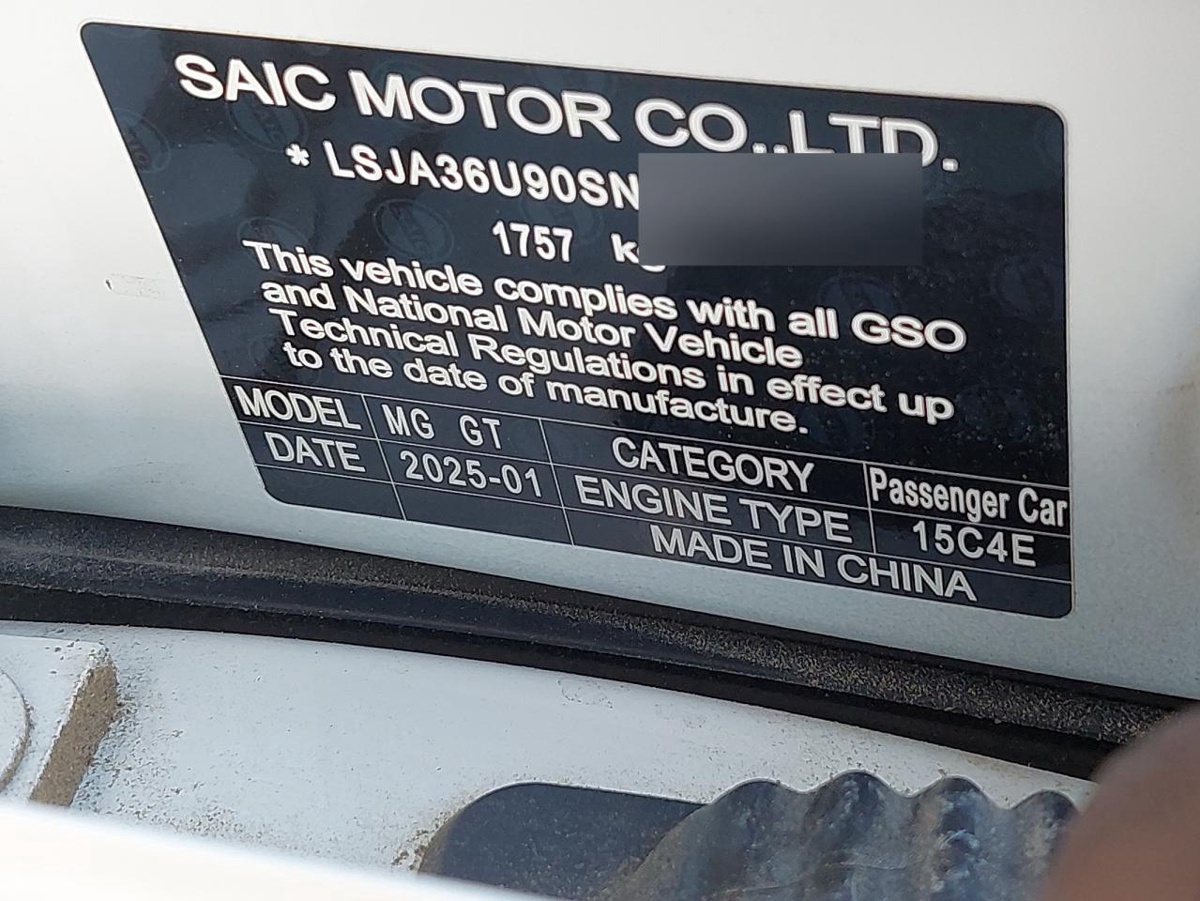 SAIC MOTOR CO.,LTD.
* LSJA36U90SN
1757 kg
This vehicle complies with all GSO
and National Motor Vehicle
Technical Regulations in effect up
to the date of manufacture.
MODEL MG GT CATEGORY Passenger Car
DATE 2025-01 ENGINE TYPE 15C4E
MADE IN CHINA